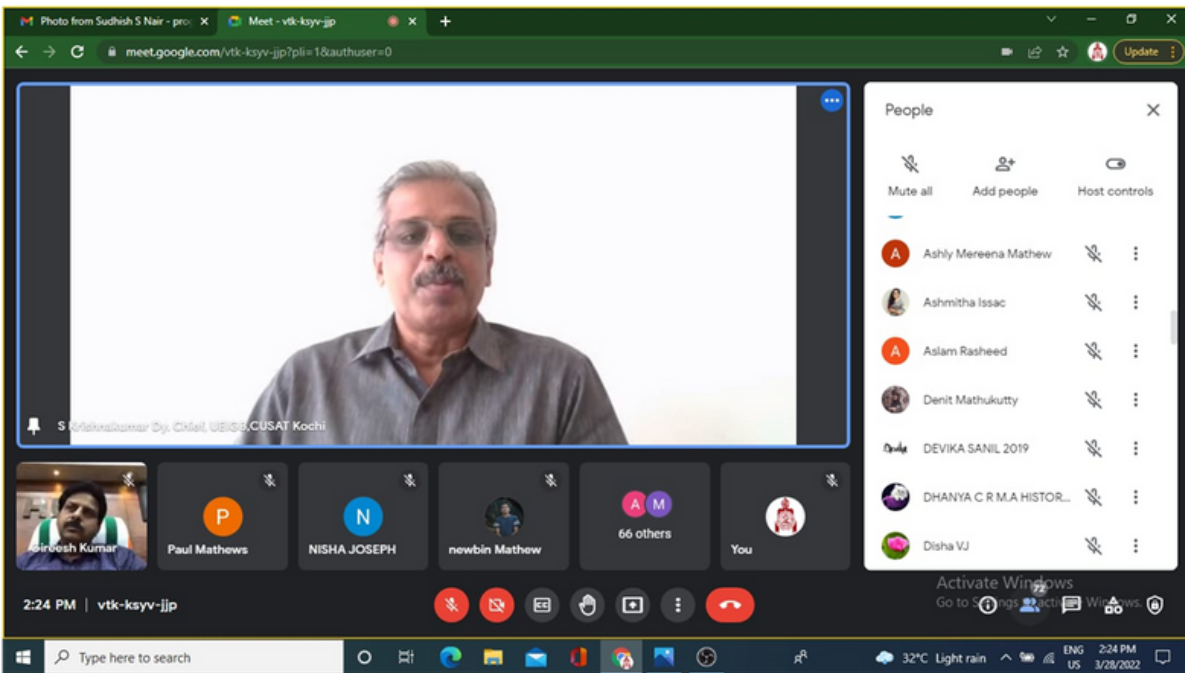 Photo from Sudhish S Nair - pro
Meet - vtk-ksyv-jjp
meet.google.com/vtk-ksyv-jjp?pli=1&authuser=0
Update
People
Mute all
Add people
Host controls
A
Ashly Mereena Mathew
Ashmitha Issac
A
Aslam Rasheed
Denit Mathukutty
DEVIKA SANIL 2019
DHANYA C R M.A HISTOR...
Disha VJ
S Krishnakumar Dy. Chief, UEIGB,CUSAT Kochi
Gireesh Kumar
P
Paul Mathews
N
NISHA JOSEPH
newbin Mathew
A M
66 others
You
2:24 PM | vtk-ksyv-jjp
CC
72
Activate Windows
Go to Settings to activate Windows.
Type here to search
32°C Light rain
ENG
US
2:24 PM
3/28/2022